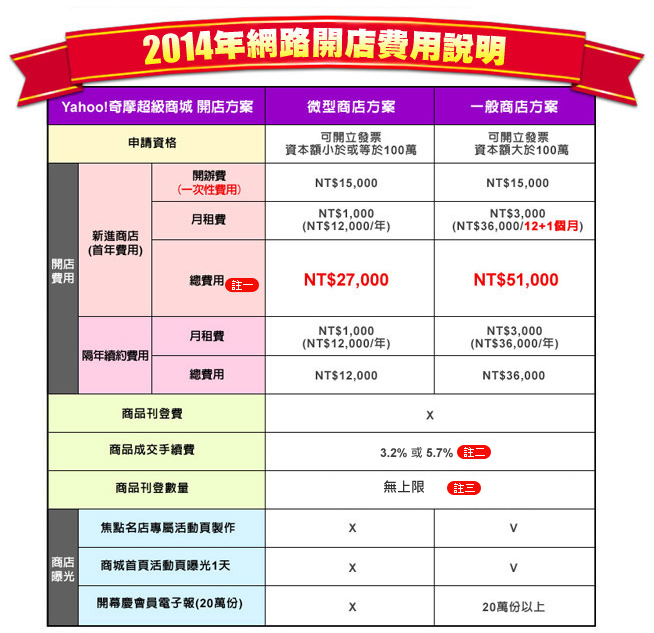 2014年網路開店費用說明
Yahoo!奇摩超級商城 開店方案
微型商店方案
一般商店方案
申請資格
可開立發票
資本額小於或等於100萬
可開立發票
資本額大於100萬
開店
費用
新進商店
(首年費用)
開辦費
(一次性費用)
NT$15,000
NT$15,000
月租費
NT$1,000
(NT$12,000/年)
NT$3,000
(NT$36,000/12+1個月)
總費用 註一
NT$27,000
NT$51,000
隔年續約費用
月租費
NT$1,000
(NT$12,000/年)
NT$3,000
(NT$36,000/年)
總費用
NT$12,000
NT$36,000
商品刊登費
X
商品成交手續費
3.2% 或 5.7% 註二
商品刊登數量
無上限 註三
商店
曝光
焦點名店專屬活動頁製作
X
V
商城首頁活動頁曝光1天
X
V
開幕慶會員電子報(20萬份)
X
20萬份以上